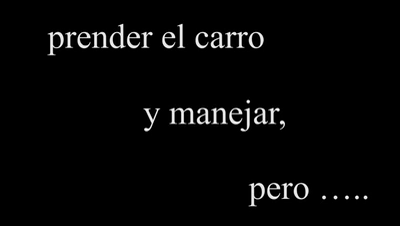 prender el carro
y manejar,
pero …..